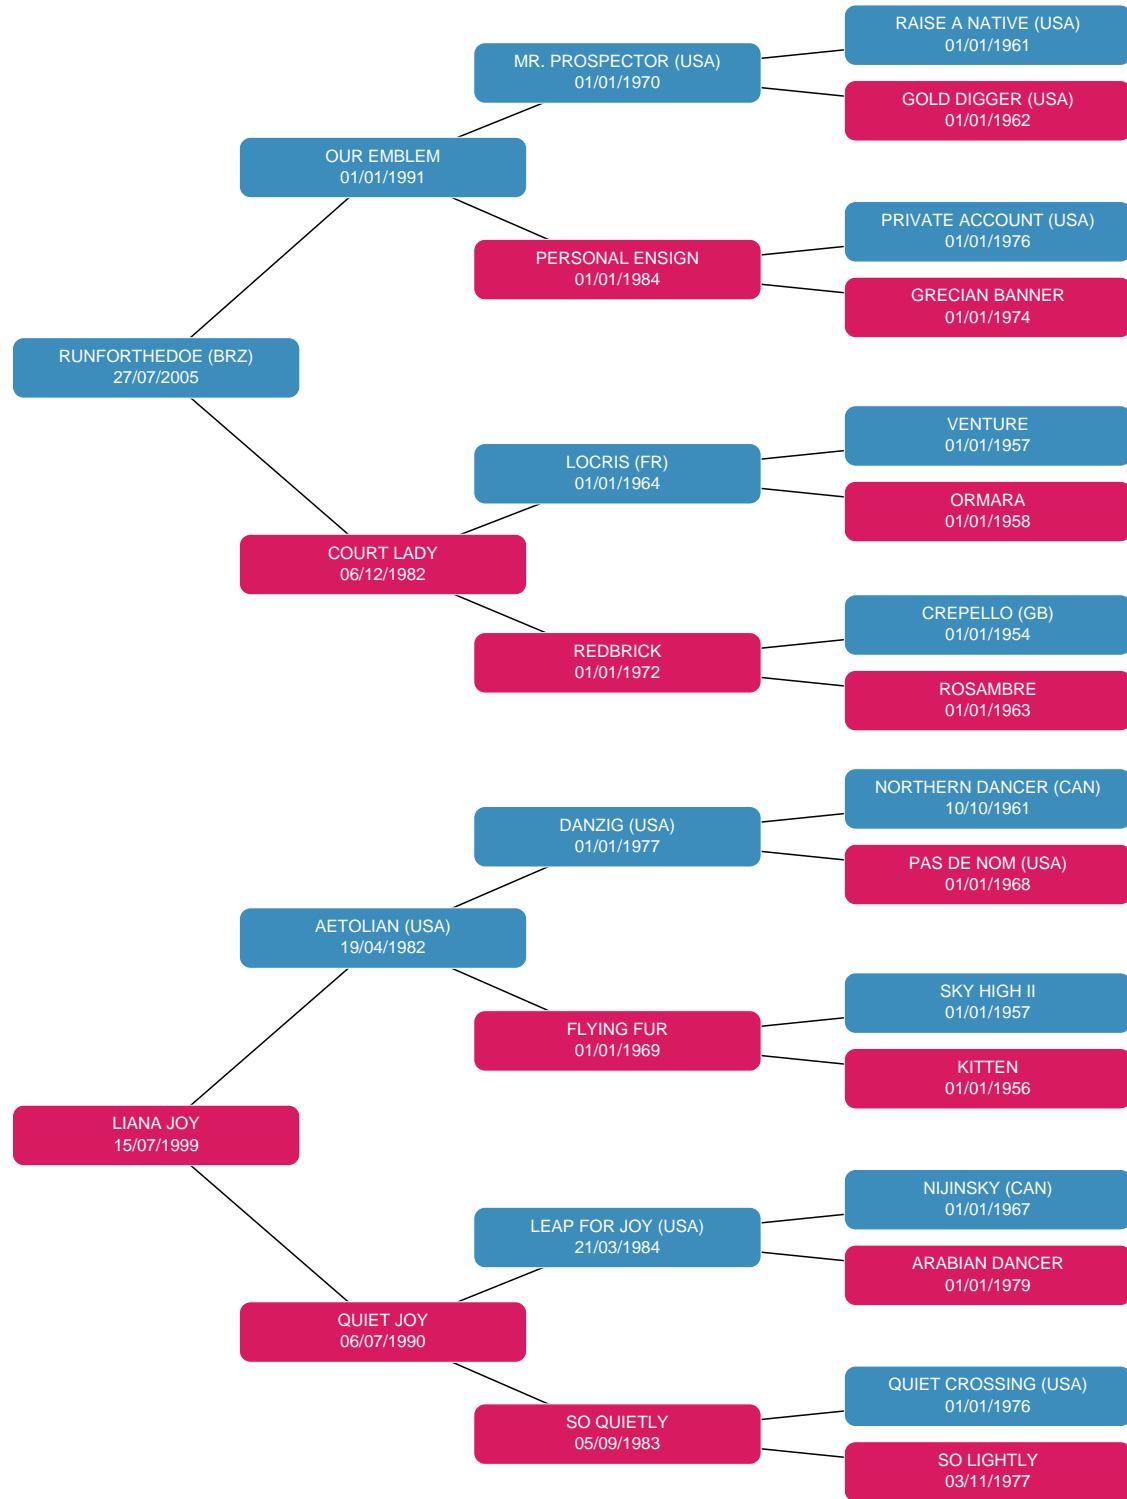 RAISE A NATIVE (USA)
01/01/1961
MR. PROSPECTOR (USA)
01/01/1970
GOLD DIGGER (USA)
01/01/1962
OUR EMBLEM
01/01/1991
PRIVATE ACCOUNT (USA)
01/01/1976
PERSONAL ENSIGN
01/01/1984
GRECIAN BANNER
01/01/1974
RUNFORTHEDOE (BRZ)
27/07/2005
VENTURE
01/01/1957
LOCRIS (FR)
01/01/1964
ORMARA
01/01/1958
COURT LADY
06/12/1982
CREPELLO (GB)
01/01/1954
REDBRICK
01/01/1972
ROSAMBRE
01/01/1963
NORTHERN DANCER (CAN)
10/10/1961
DANZIG (USA)
01/01/1977
PAS DE NOM (USA)
01/01/1968
AETOLIAN (USA)
19/04/1982
SKY HIGH II
01/01/1957
FLYING FUR
01/01/1969
KITTEN
01/01/1956
LIANA JOY
15/07/1999
NIJINSKY (CAN)
01/01/1967
LEAP FOR JOY (USA)
21/03/1984
ARABIAN DANCER
01/01/1979
QUIET JOY
06/07/1990
QUIET CROSSING (USA)
01/01/1976
SO QUIETLY
05/09/1983
SO LIGHTLY
03/11/1977